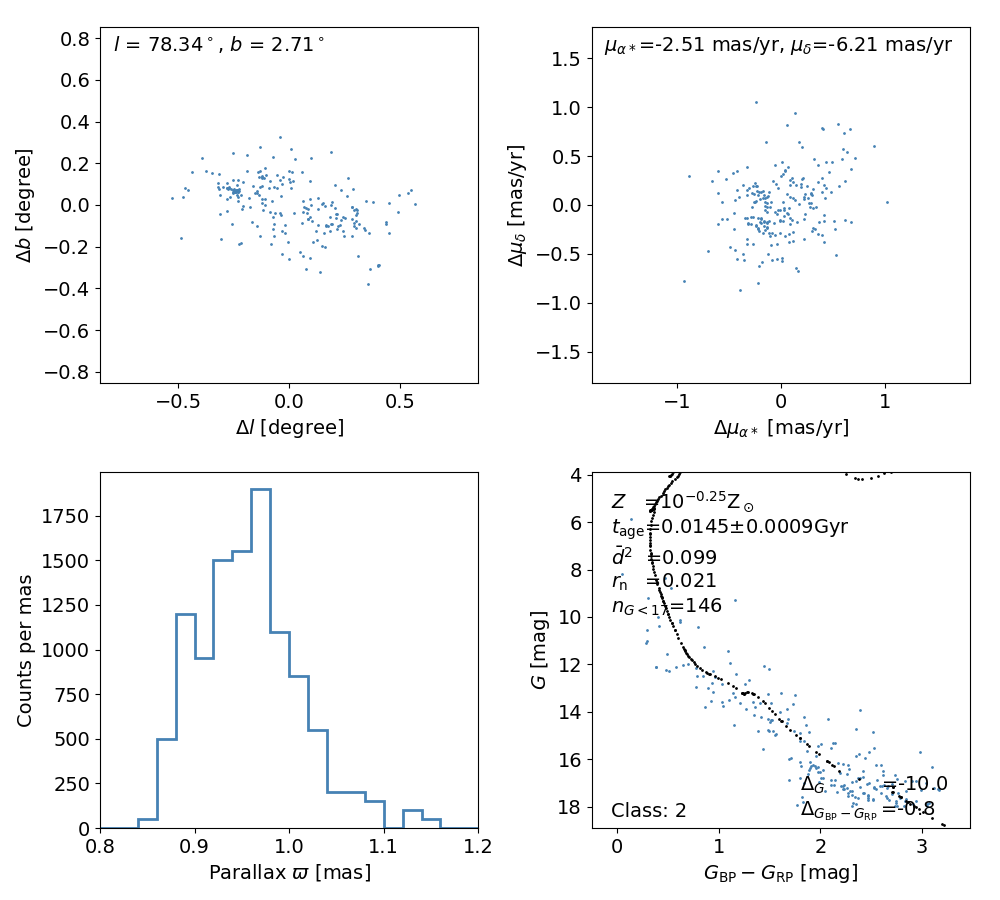 l = 78.34°, b = 2.71°
0.8
0.6
0.4
0.2
0.0
−0.2
−0.4
−0.6
−0.8
Δb [degree]
−0.5 0.0 0.5
Δl [degree]
μα*=-2.51 mas/yr, μδ=-6.21 mas/yr
1.5
1.0
0.5
0.0
−0.5
−1.0
−1.5
Δμδ [mas/yr]
−1 0 1
Δμα* [mas/yr]
1750
1500
1250
1000
750
500
250
0
Counts per mas
0.8 0.9 1.0 1.1 1.2
Parallax ϖ [mas]
4
6
8
10
12
14
16
18
G [mag]
Z =10^−0.25 Z⊙
tage=0.0145±0.0009Gyr
d̄² =0.099
rn =0.021
nG<17=146
ΔG =-10.0
ΔGBP−GRP=-0.8
Class: 2
0 1 2 3
GBP − GRP [mag]